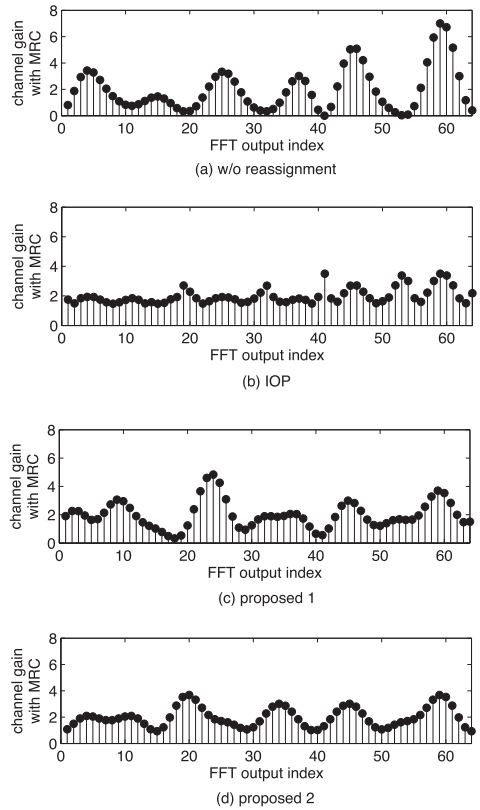 channel gain
with MRC
8
6
4
2
0
0 10 20 30 40 50 60
FFT output index
(a) w/o reassignment
channel gain
with MRC
8
6
4
2
0
0 10 20 30 40 50 60
FFT output index
(b) IOP
channel gain
with MRC
8
6
4
2
0
0 10 20 30 40 50 60
FFT output index
(c) proposed 1
channel gain
with MRC
8
6
4
2
0
0 10 20 30 40 50 60
FFT output index
(d) proposed 2